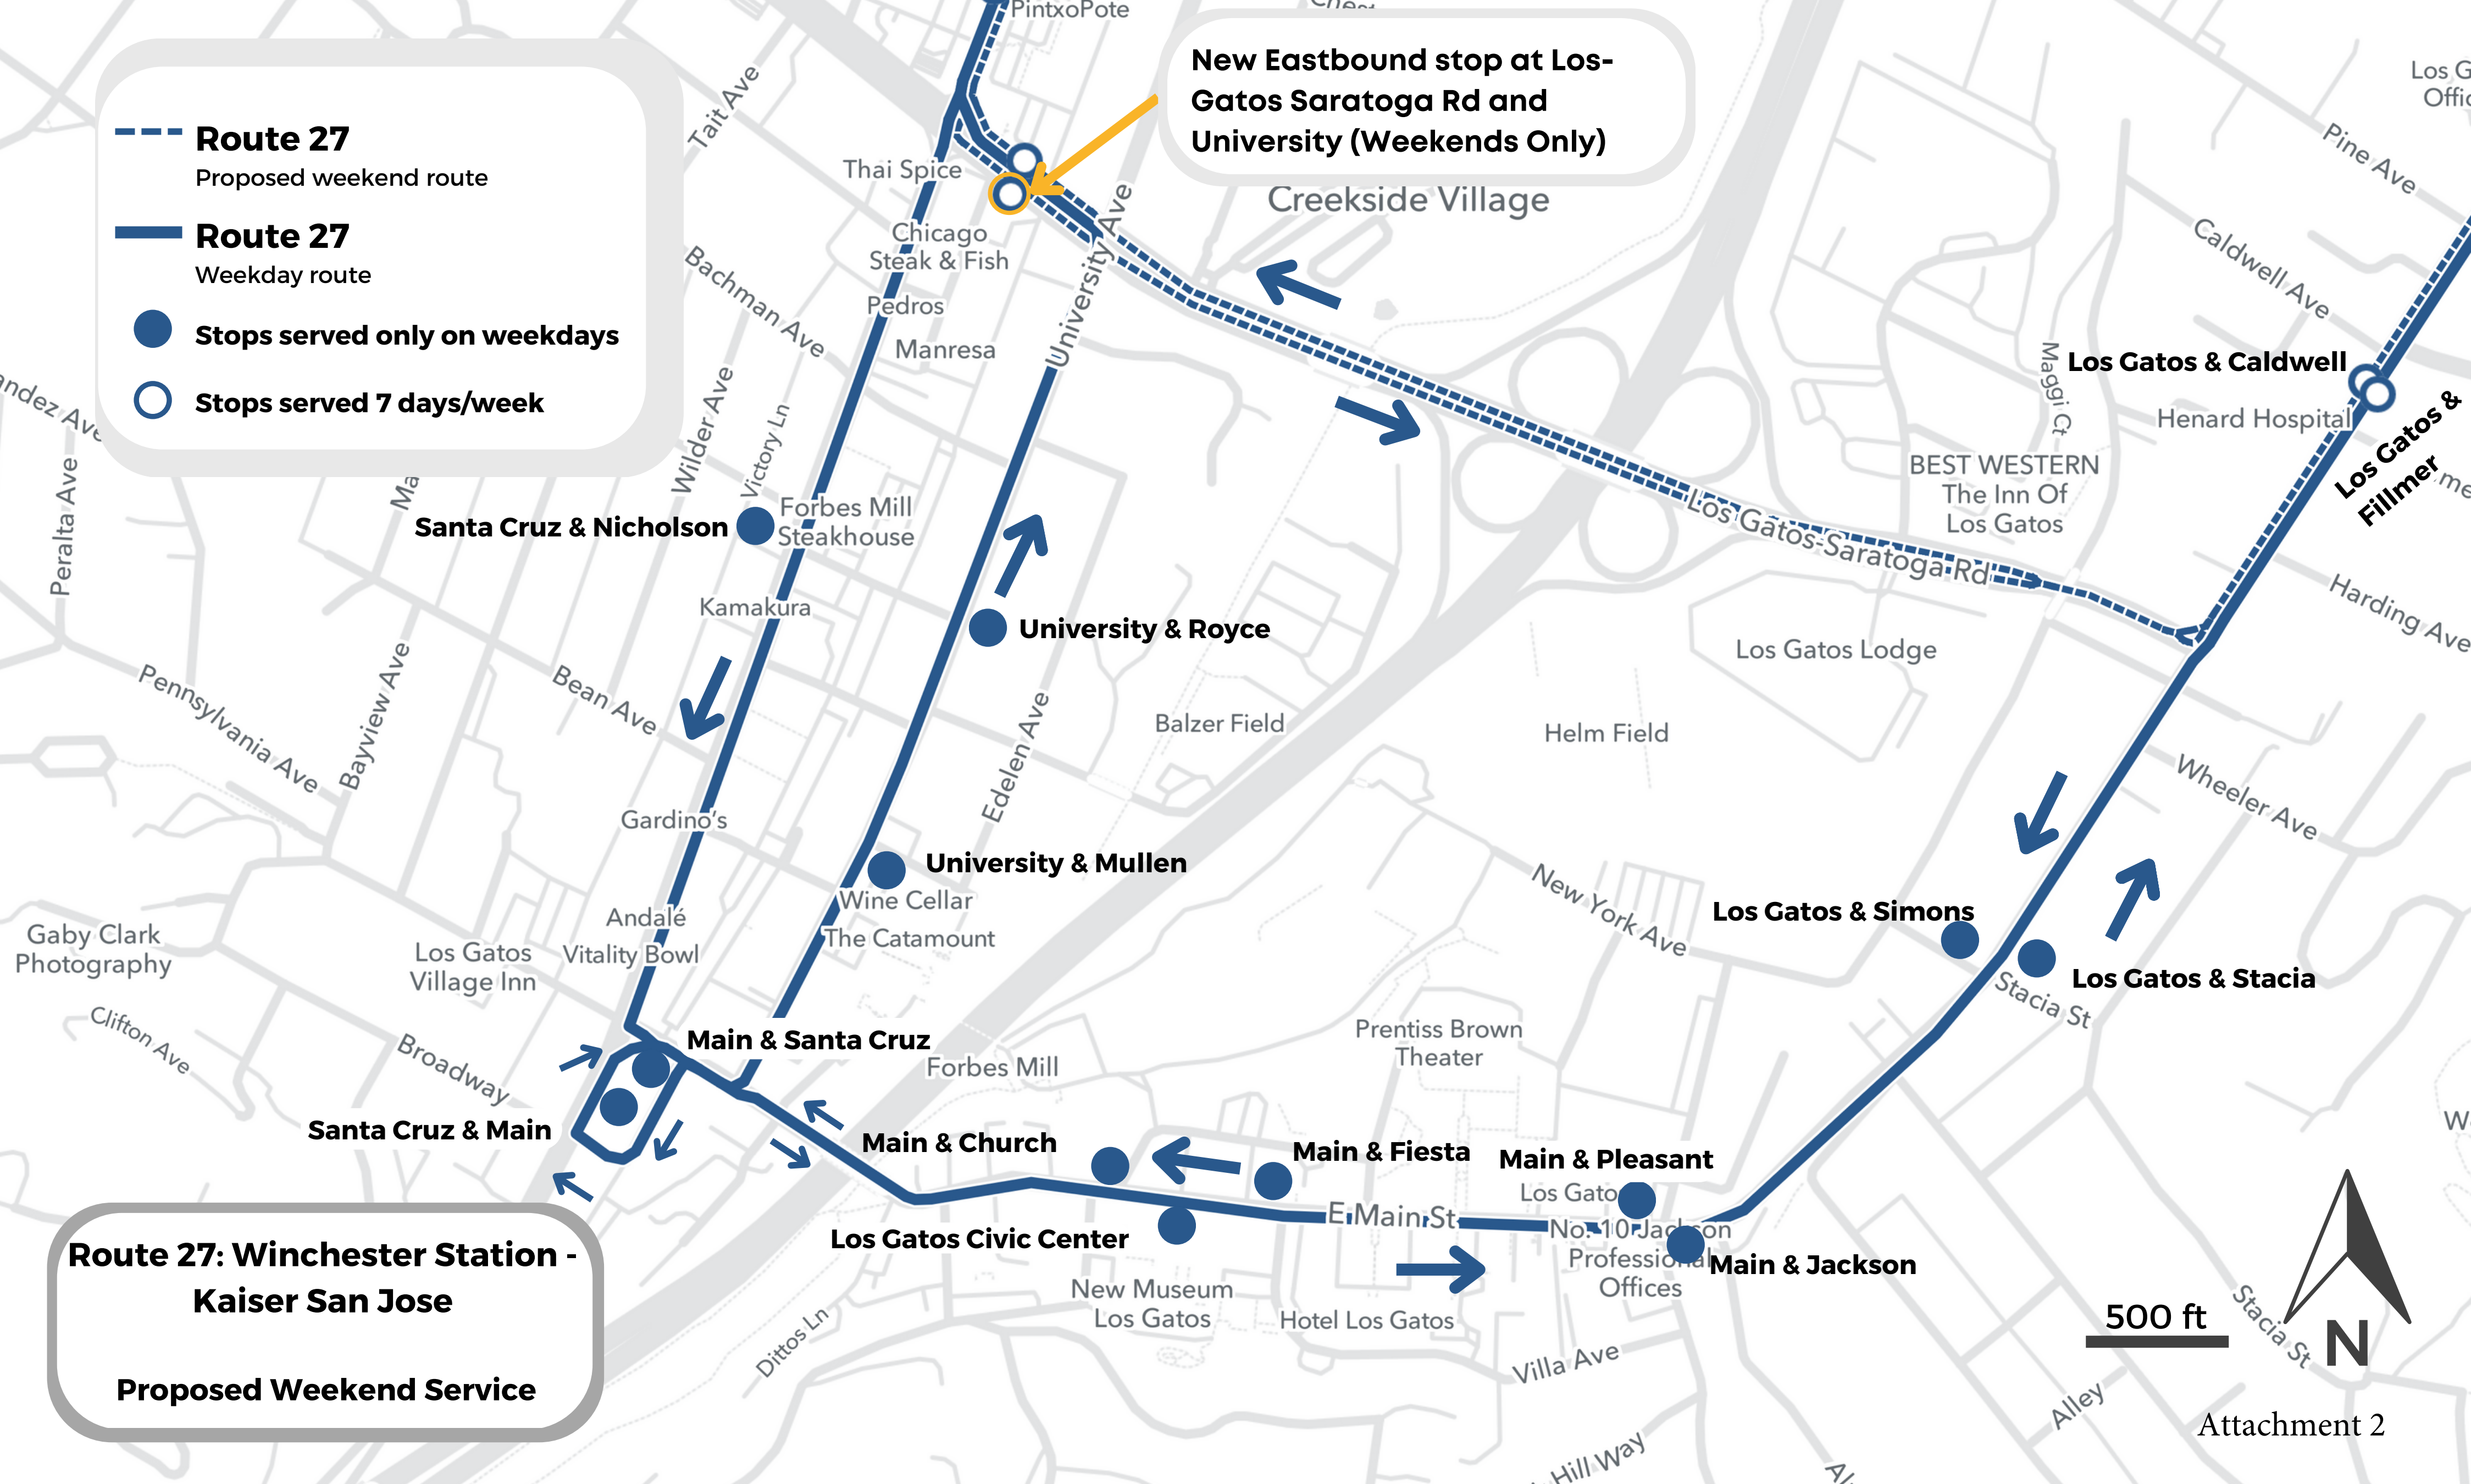 PintxoPote
New Eastbound stop at Los-
Gatos Saratoga Rd and
University (Weekends Only)
Route 27
Proposed weekend route
Route 27
Weekday route
Stops served only on weekdays
Stops served 7 days/week
Tait Ave
Thai Spice
Creekside Village
Chicago
Steak & Fish
Pedros
Manresa
University Ave
Bachman Ave
Pine Ave
Caldwell Ave
Los Gatos & Caldwell
Maggi Ct
Henard Hospital
Los Gatos &
Fillmer
BEST WESTERN
The Inn Of
Los Gatos
Peralta Ave
Wilder Ave
Victory Ln
Santa Cruz & Nicholson
Forbes Mill
Steakhouse
Los Gatos-Saratoga Rd
Kamakura
University & Royce
Harding Ave
Los Gatos Lodge
Pennsylvania Ave
Bayview Ave
Bean Ave
Edelen Ave
Balzer Field
Helm Field
Wheeler Ave
Gardino's
University & Mullen
Wine Cellar
The Catamount
New York Ave
Los Gatos & Simons
Los Gatos & Stacia
Stacia St
Andalé
Vitality Bowl
Gaby Clark
Photography
Los Gatos
Village Inn
Clifton Ave
Broadway
Main & Santa Cruz
Forbes Mill
Prentiss Brown
Theater
Santa Cruz & Main
Main & Church
Main & Fiesta
Main & Pleasant
Los Gato
E Main St
No. 10 Jackson
Professional
Offices
Los Gatos Civic Center
Main & Jackson
New Museum
Los Gatos
Hotel Los Gatos
Dittos Ln
Villa Ave
Hill Way
Alley
Stacia St
Route 27: Winchester Station -
Kaiser San Jose
Proposed Weekend Service
500 ft
N
Attachment 2